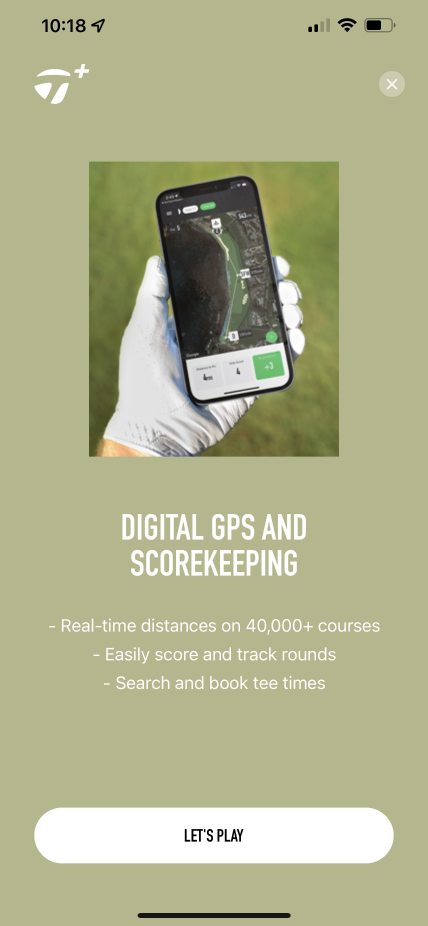 10:18
DIGITAL GPS AND
SCOREKEEPING
- Real-time distances on 40,000+ courses
- Easily score and track rounds
- Search and book tee times
LET'S PLAY